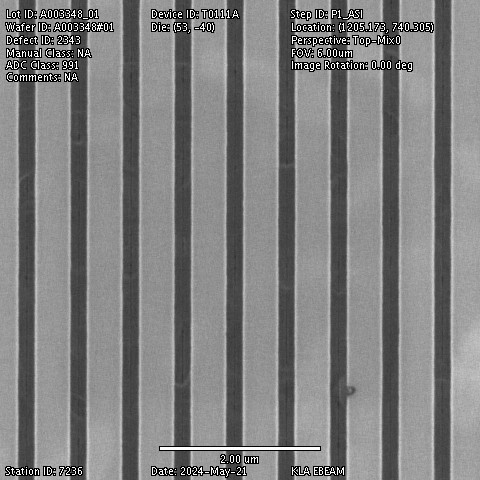 Lot ID: A003348_01
Wafer ID: A003348#01
Defect ID: 2343
Manual Class: NA
ADC Class: 991
Comments: NA
Device ID: T0111A
Die: (53, -40)
Step ID: P1_ASI
Location: (1205.173, 740.305)
Perspective: Top-Mix0
FOV: 6.00um
Image Rotation: 0.00 deg
2.00 um
Station ID: 7236
Date: 2024-May-21
KLA EBEAM